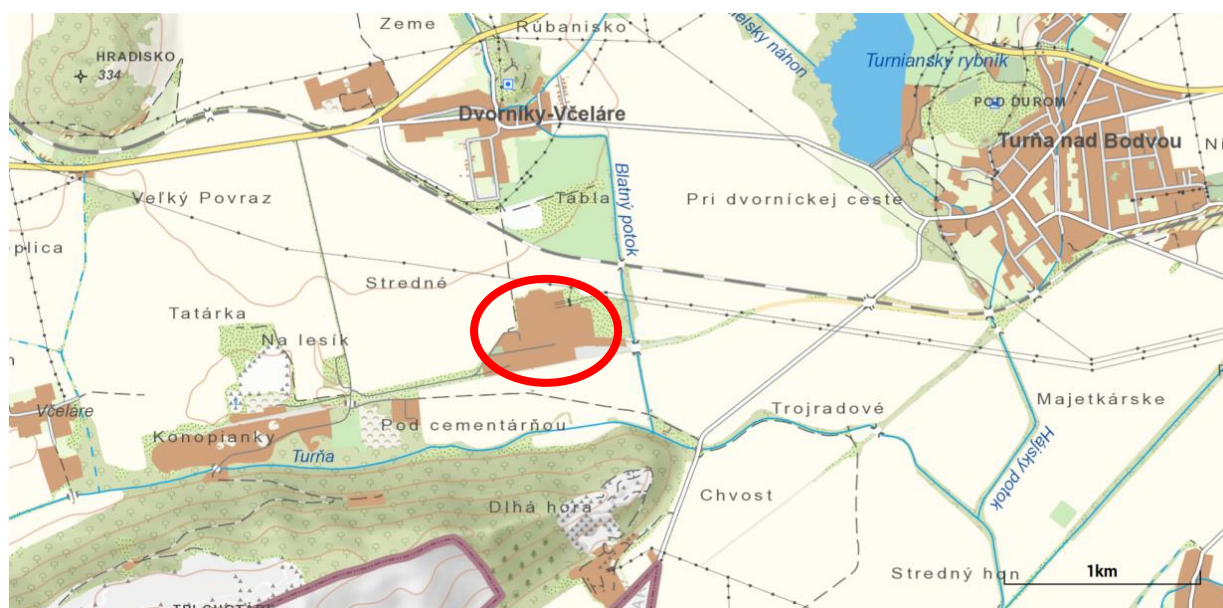 Zeme
Rúbanisko
HRADISKO
334
Turniansky rybník
náhon
POD ĎUROM
Dvorníky-Včeláre
Turňa nad Bodvou
Blatný potok
Veľký Povraz
Tabla
Pri dvorníckej ceste
Stredné
Tatárka
Na lesík
Včeláre
Konopianky
Pod cementárňou
Trojradové
Majetkárske
Turňa
Hájsky potok
Dlhá hora
Chvost
Stredný hon
1km